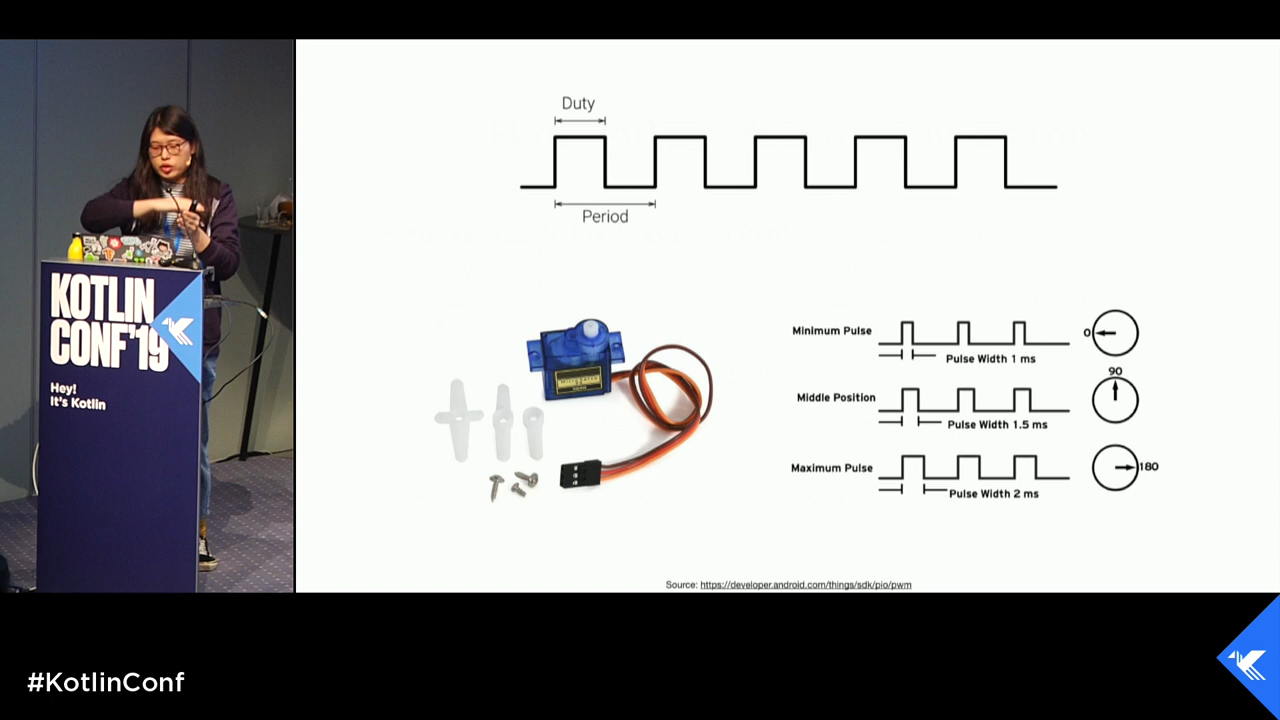 Duty
Period
Minimum Pulse
Pulse Width 1 ms
0
90
Middle Position
Pulse Width 1.5 ms
Maximum Pulse
Pulse Width 2 ms
180
Source: https://developer.android.com/things/sdk/pio/pwm
KOTLIN
CONF'19
Hey!
It's Kotlin
#KotlinConf